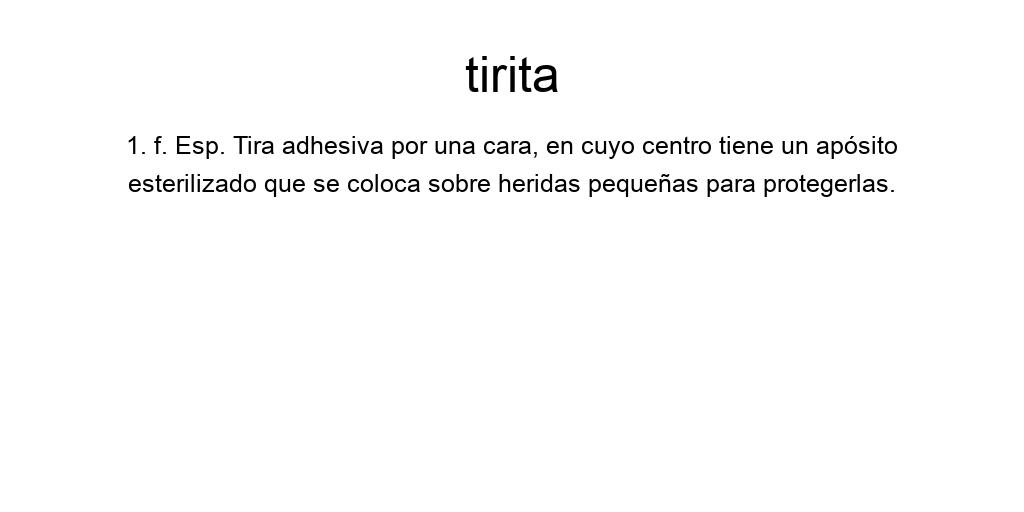 tirita
1. f. Esp. Tira adhesiva por una cara, en cuyo centro tiene un apósito
esterilizado que se coloca sobre heridas pequeñas para protegerlas.